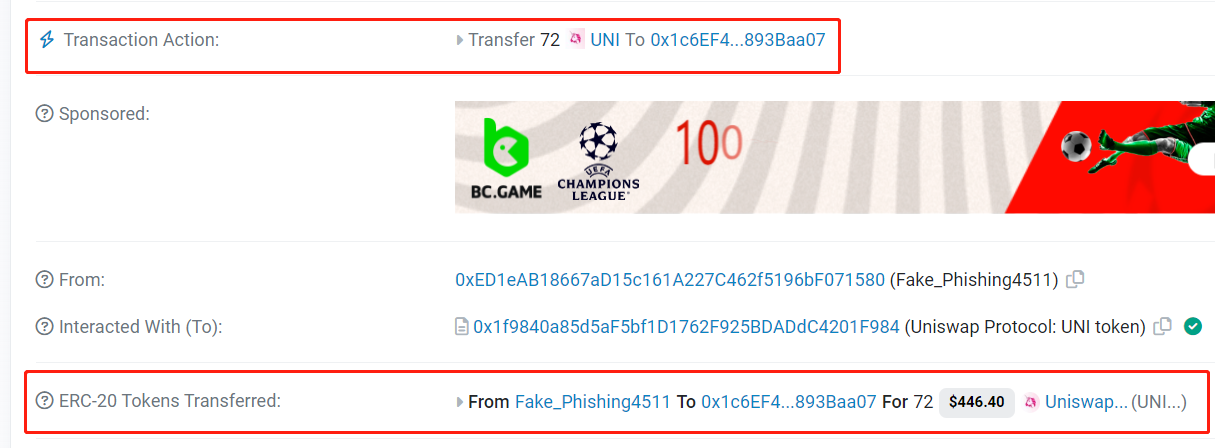 Transaction Action:
Transfer 72 UNI To 0x1c6EF4...893Baa07
Sponsored:
BC.GAME
UEFA
CHAMPIONS
LEAGUE
100
From:
0xED1eAB18667aD15c161A227C462f5196bF071580 (Fake_Phishing4511)
Interacted With (To):
0x1f9840a85d5aF5bf1D1762F925BDADdC4201F984 (Uniswap Protocol: UNI token)
ERC-20 Tokens Transferred:
From Fake_Phishing4511 To 0x1c6EF4...893Baa07 For 72 $446.40 Uniswap... (UNI...)